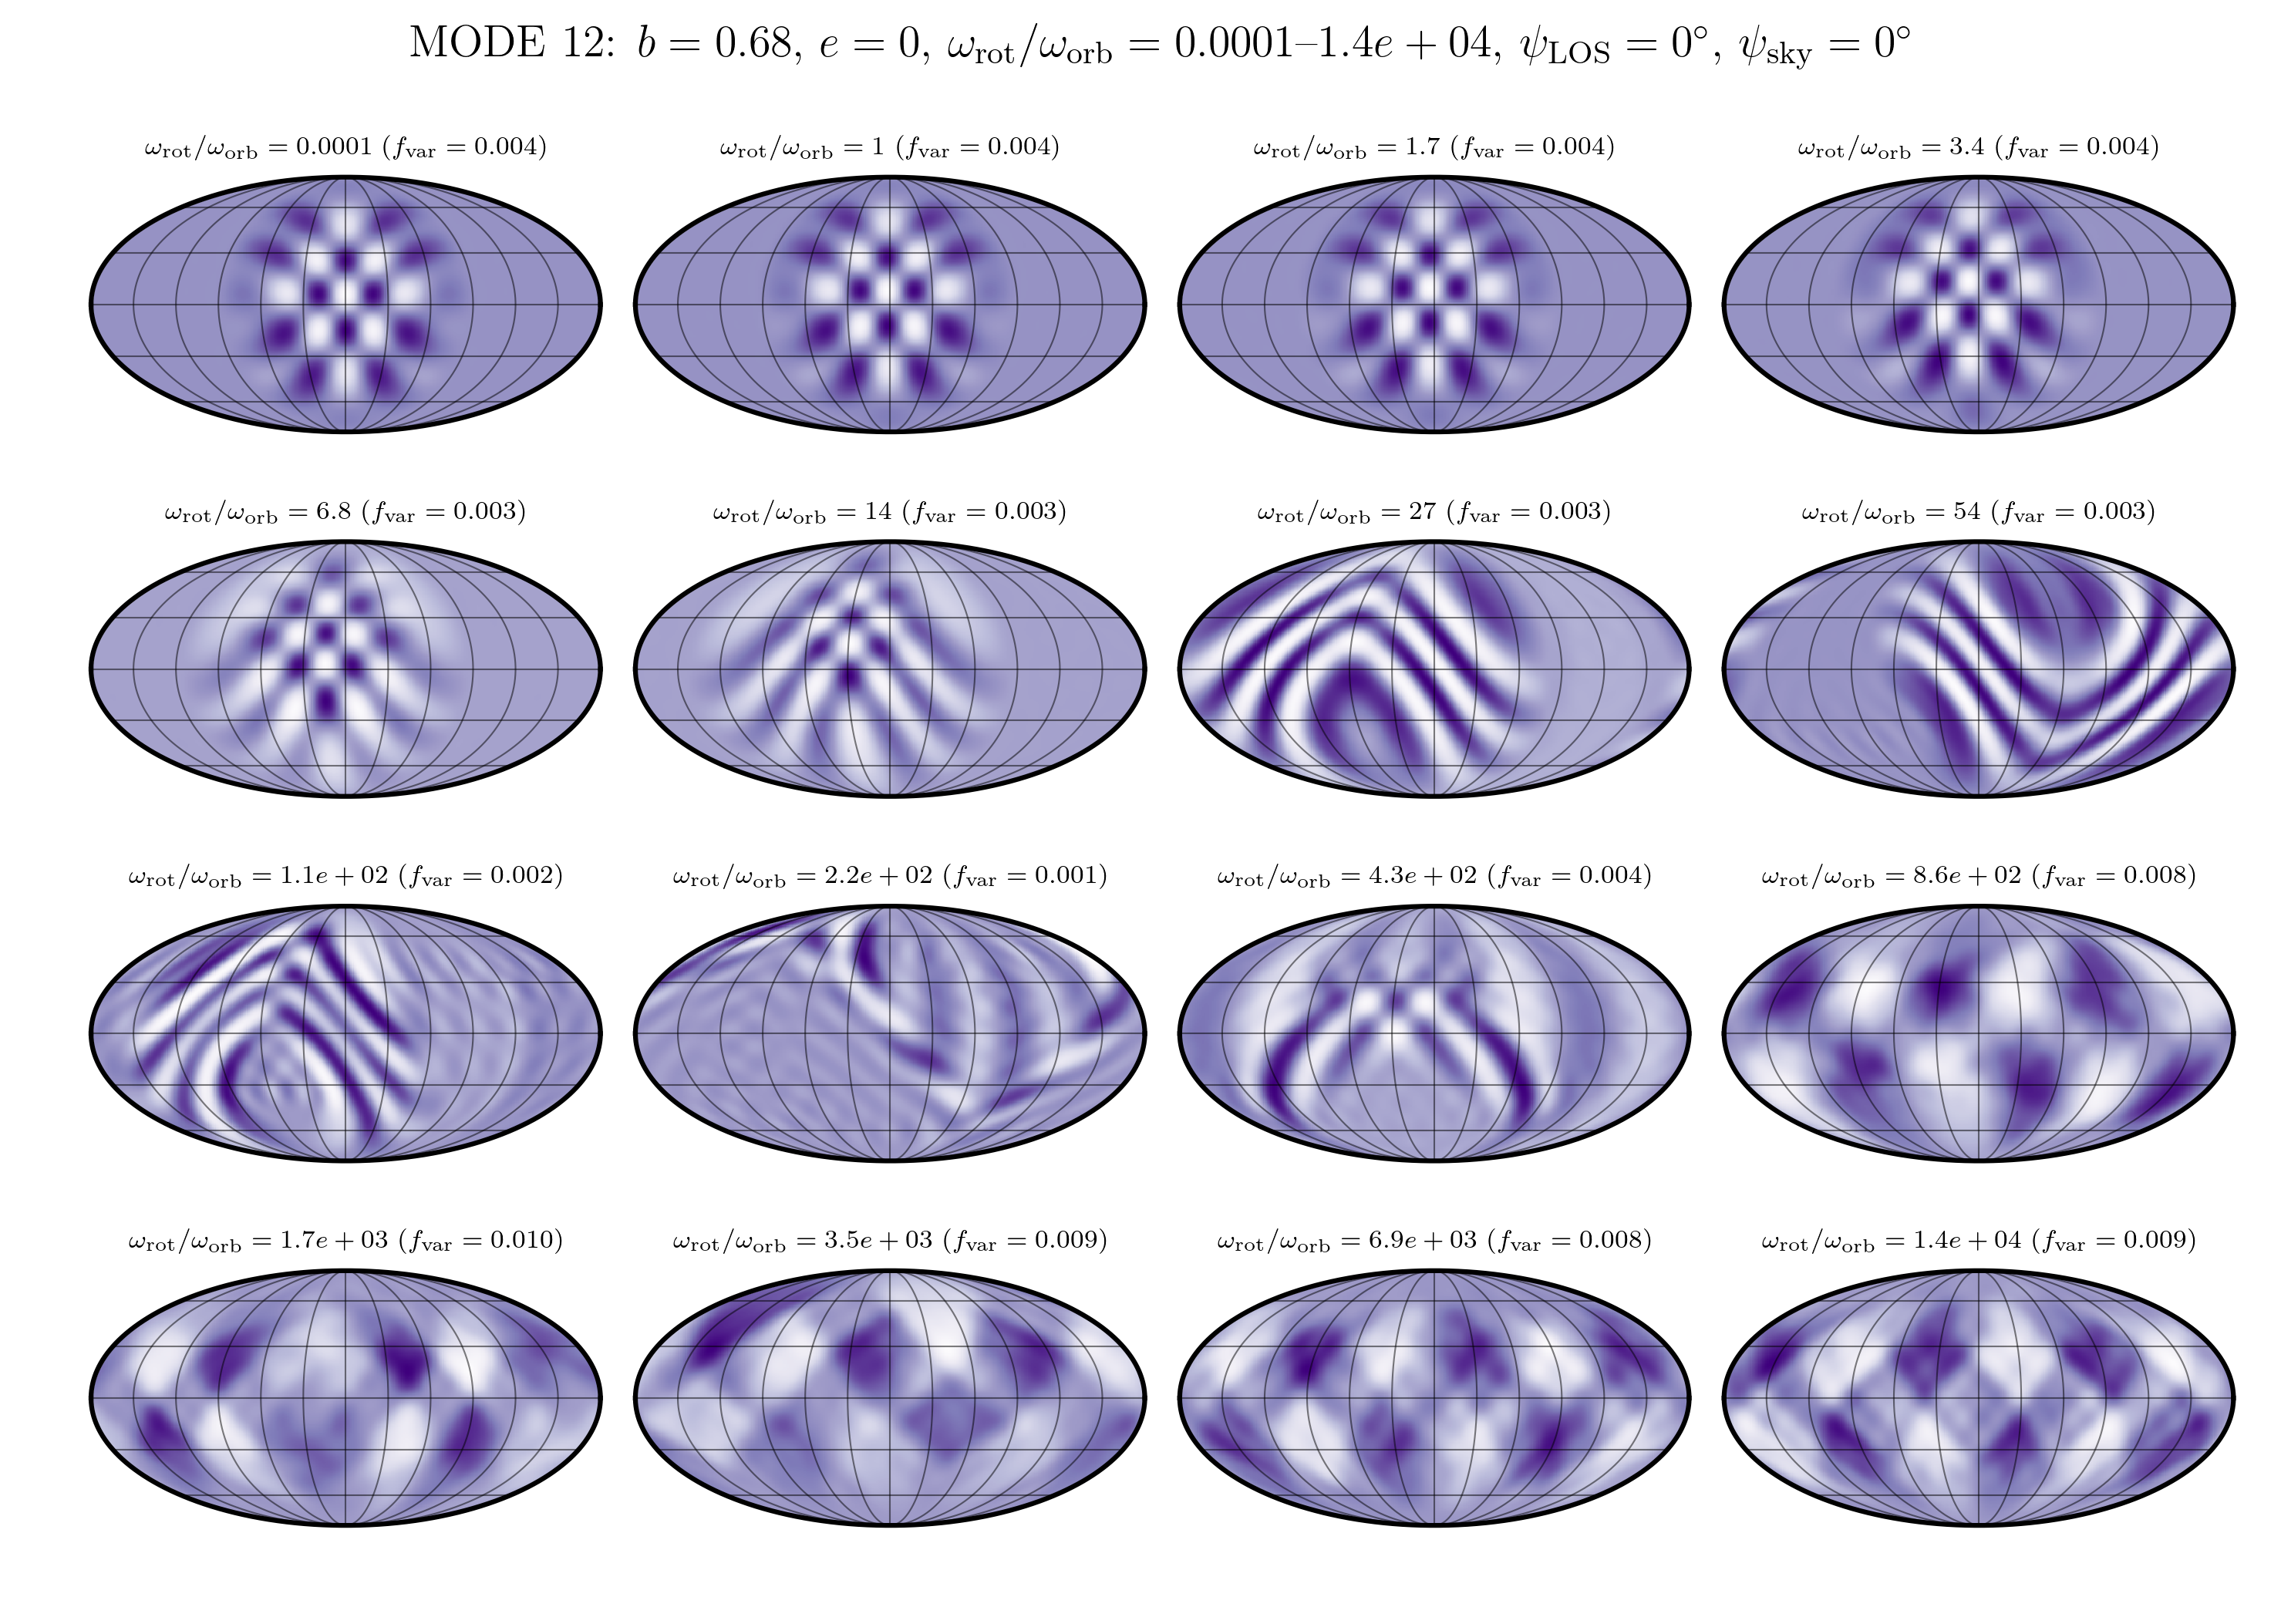 MODE 12: b = 0.68, e = 0, ω_rot/ω_orb = 0.0001–1.4e + 04, ψ_LOS = 0°, ψ_sky = 0°
ω_rot/ω_orb = 0.0001 (f_var = 0.004)
ω_rot/ω_orb = 1 (f_var = 0.004)
ω_rot/ω_orb = 1.7 (f_var = 0.004)
ω_rot/ω_orb = 3.4 (f_var = 0.004)
ω_rot/ω_orb = 6.8 (f_var = 0.003)
ω_rot/ω_orb = 14 (f_var = 0.003)
ω_rot/ω_orb = 27 (f_var = 0.003)
ω_rot/ω_orb = 54 (f_var = 0.003)
ω_rot/ω_orb = 1.1e + 02 (f_var = 0.002)
ω_rot/ω_orb = 2.2e + 02 (f_var = 0.001)
ω_rot/ω_orb = 4.3e + 02 (f_var = 0.004)
ω_rot/ω_orb = 8.6e + 02 (f_var = 0.008)
ω_rot/ω_orb = 1.7e + 03 (f_var = 0.010)
ω_rot/ω_orb = 3.5e + 03 (f_var = 0.009)
ω_rot/ω_orb = 6.9e + 03 (f_var = 0.008)
ω_rot/ω_orb = 1.4e + 04 (f_var = 0.009)